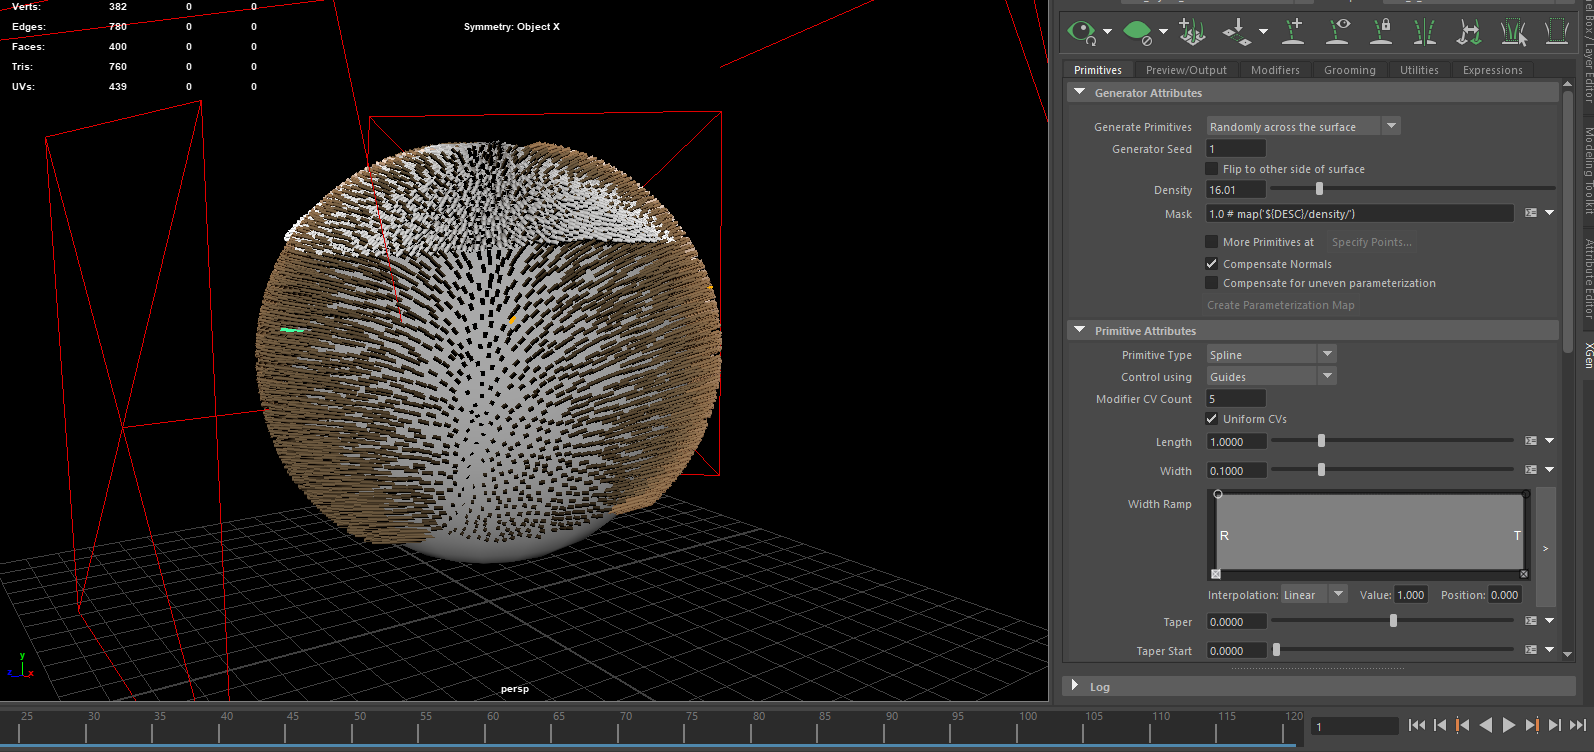 Verts: 382 0 0
Edges: 780 0 0
Faces: 400 0 0
Tris: 760 0 0
UVs: 439 0 0
Symmetry: Object X
y
z
x
persp
Primitives Preview/Output Modifiers Grooming Utilities Expressions
Generator Attributes
Generate Primitives Randomly across the surface
Generator Seed 1
Flip to other side of surface
Density 16.01
Mask 1.0 # map('${DESC}/density/')
More Primitives at Specify Points...
Compensate Normals
Compensate for uneven parameterization
Create Parameterization Map
Primitive Attributes
Primitive Type Spline
Control using Guides
Modifier CV Count 5
Uniform CVs
Length 1.0000
Width 0.1000
Width Ramp
R T
>
Interpolation: Linear Value: 1.000 Position: 0.000
Taper 0.0000
Taper Start 0.0000
Log
Box / Layer Editor
Modeling Toolkit
Attribute Editor
XGen
25 30 35 40 45 50 55 60 65 70 75 80 85 90 95 100 105 110 115 120
1